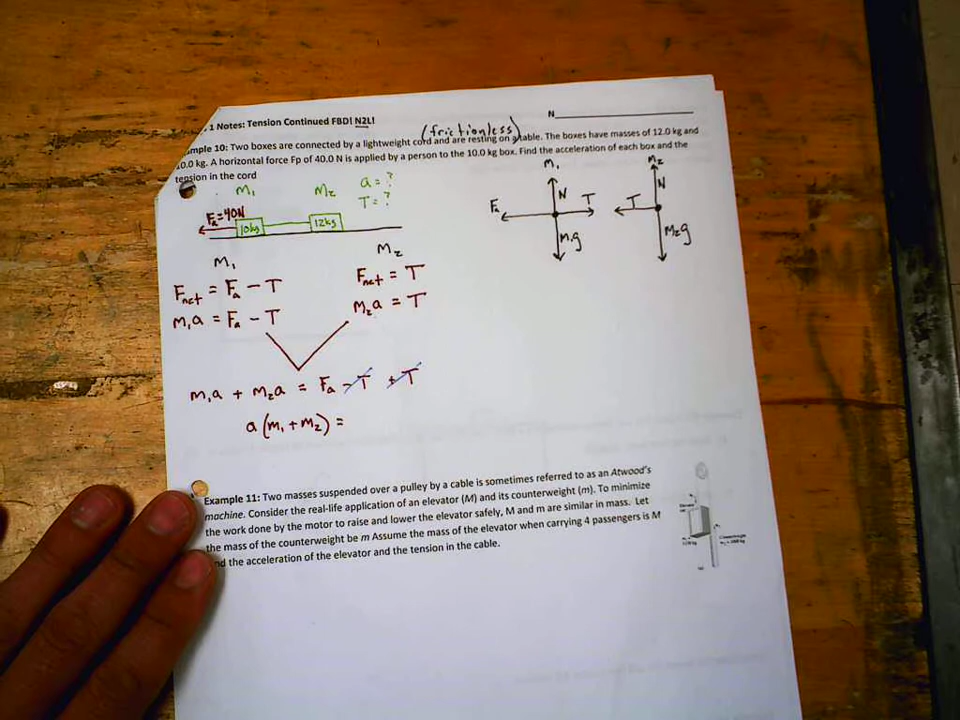 1 Notes: Tension Continued FBD! N2L!
N
(frictionless)
mple 10: Two boxes are connected by a lightweight cord and are resting on a table. The boxes have masses of 12.0 kg and
0.0 kg. A horizontal force Fp of 40.0 N is applied by a person to the 10.0 kg box. Find the acceleration of each box and the
tension in the cord
M₁ M₂ a = ?
T = ?
Fₐ=40N
10kg 12kg
M₁ M₂
Fₐ N T T N
m₁g M₂g
M₁ M₂
Fnet = Fₐ - T Fnet = T
m₁a = Fₐ - T M₂a = T
m₁a + M₂a = Fₐ - T + T
a(m₁+m₂) =
Example 11: Two masses suspended over a pulley by a cable is sometimes referred to as an Atwood's
machine. Consider the real-life application of an elevator (M) and its counterweight (m). To minimize
the work done by the motor to raise and lower the elevator safely, M and m are similar in mass. Let
the mass of the counterweight be m Assume the mass of the elevator when carrying 4 passengers is M
nd the acceleration of the elevator and the tension in the cable.